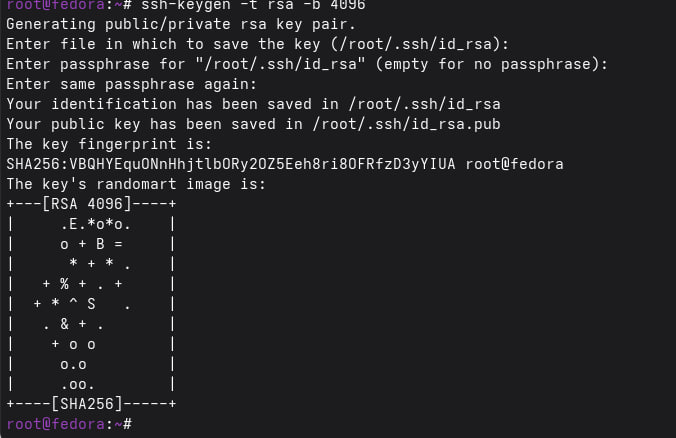 root@fedora:~# ssh-keygen -t rsa -b 4096
Generating public/private rsa key pair.
Enter file in which to save the key (/root/.ssh/id_rsa):
Enter passphrase for "/root/.ssh/id_rsa" (empty for no passphrase):
Enter same passphrase again:
Your identification has been saved in /root/.ssh/id_rsa
Your public key has been saved in /root/.ssh/id_rsa.pub
The key fingerprint is:
SHA256:VBQHYEquONnHhjtlbORy2OZ5Eeh8ri8OFRfzD3yYIUA root@fedora
The key's randomart image is:
+---[RSA 4096]----+
|     .E.*o*o.    |
|     o + B =     |
|      * + * .    |
|   + % + . +     |
|  + * ^ S   .    |
|   . & + .       |
|    + o o        |
|     o.o         |
|     .oo.        |
+----[SHA256]-----+
root@fedora:~#